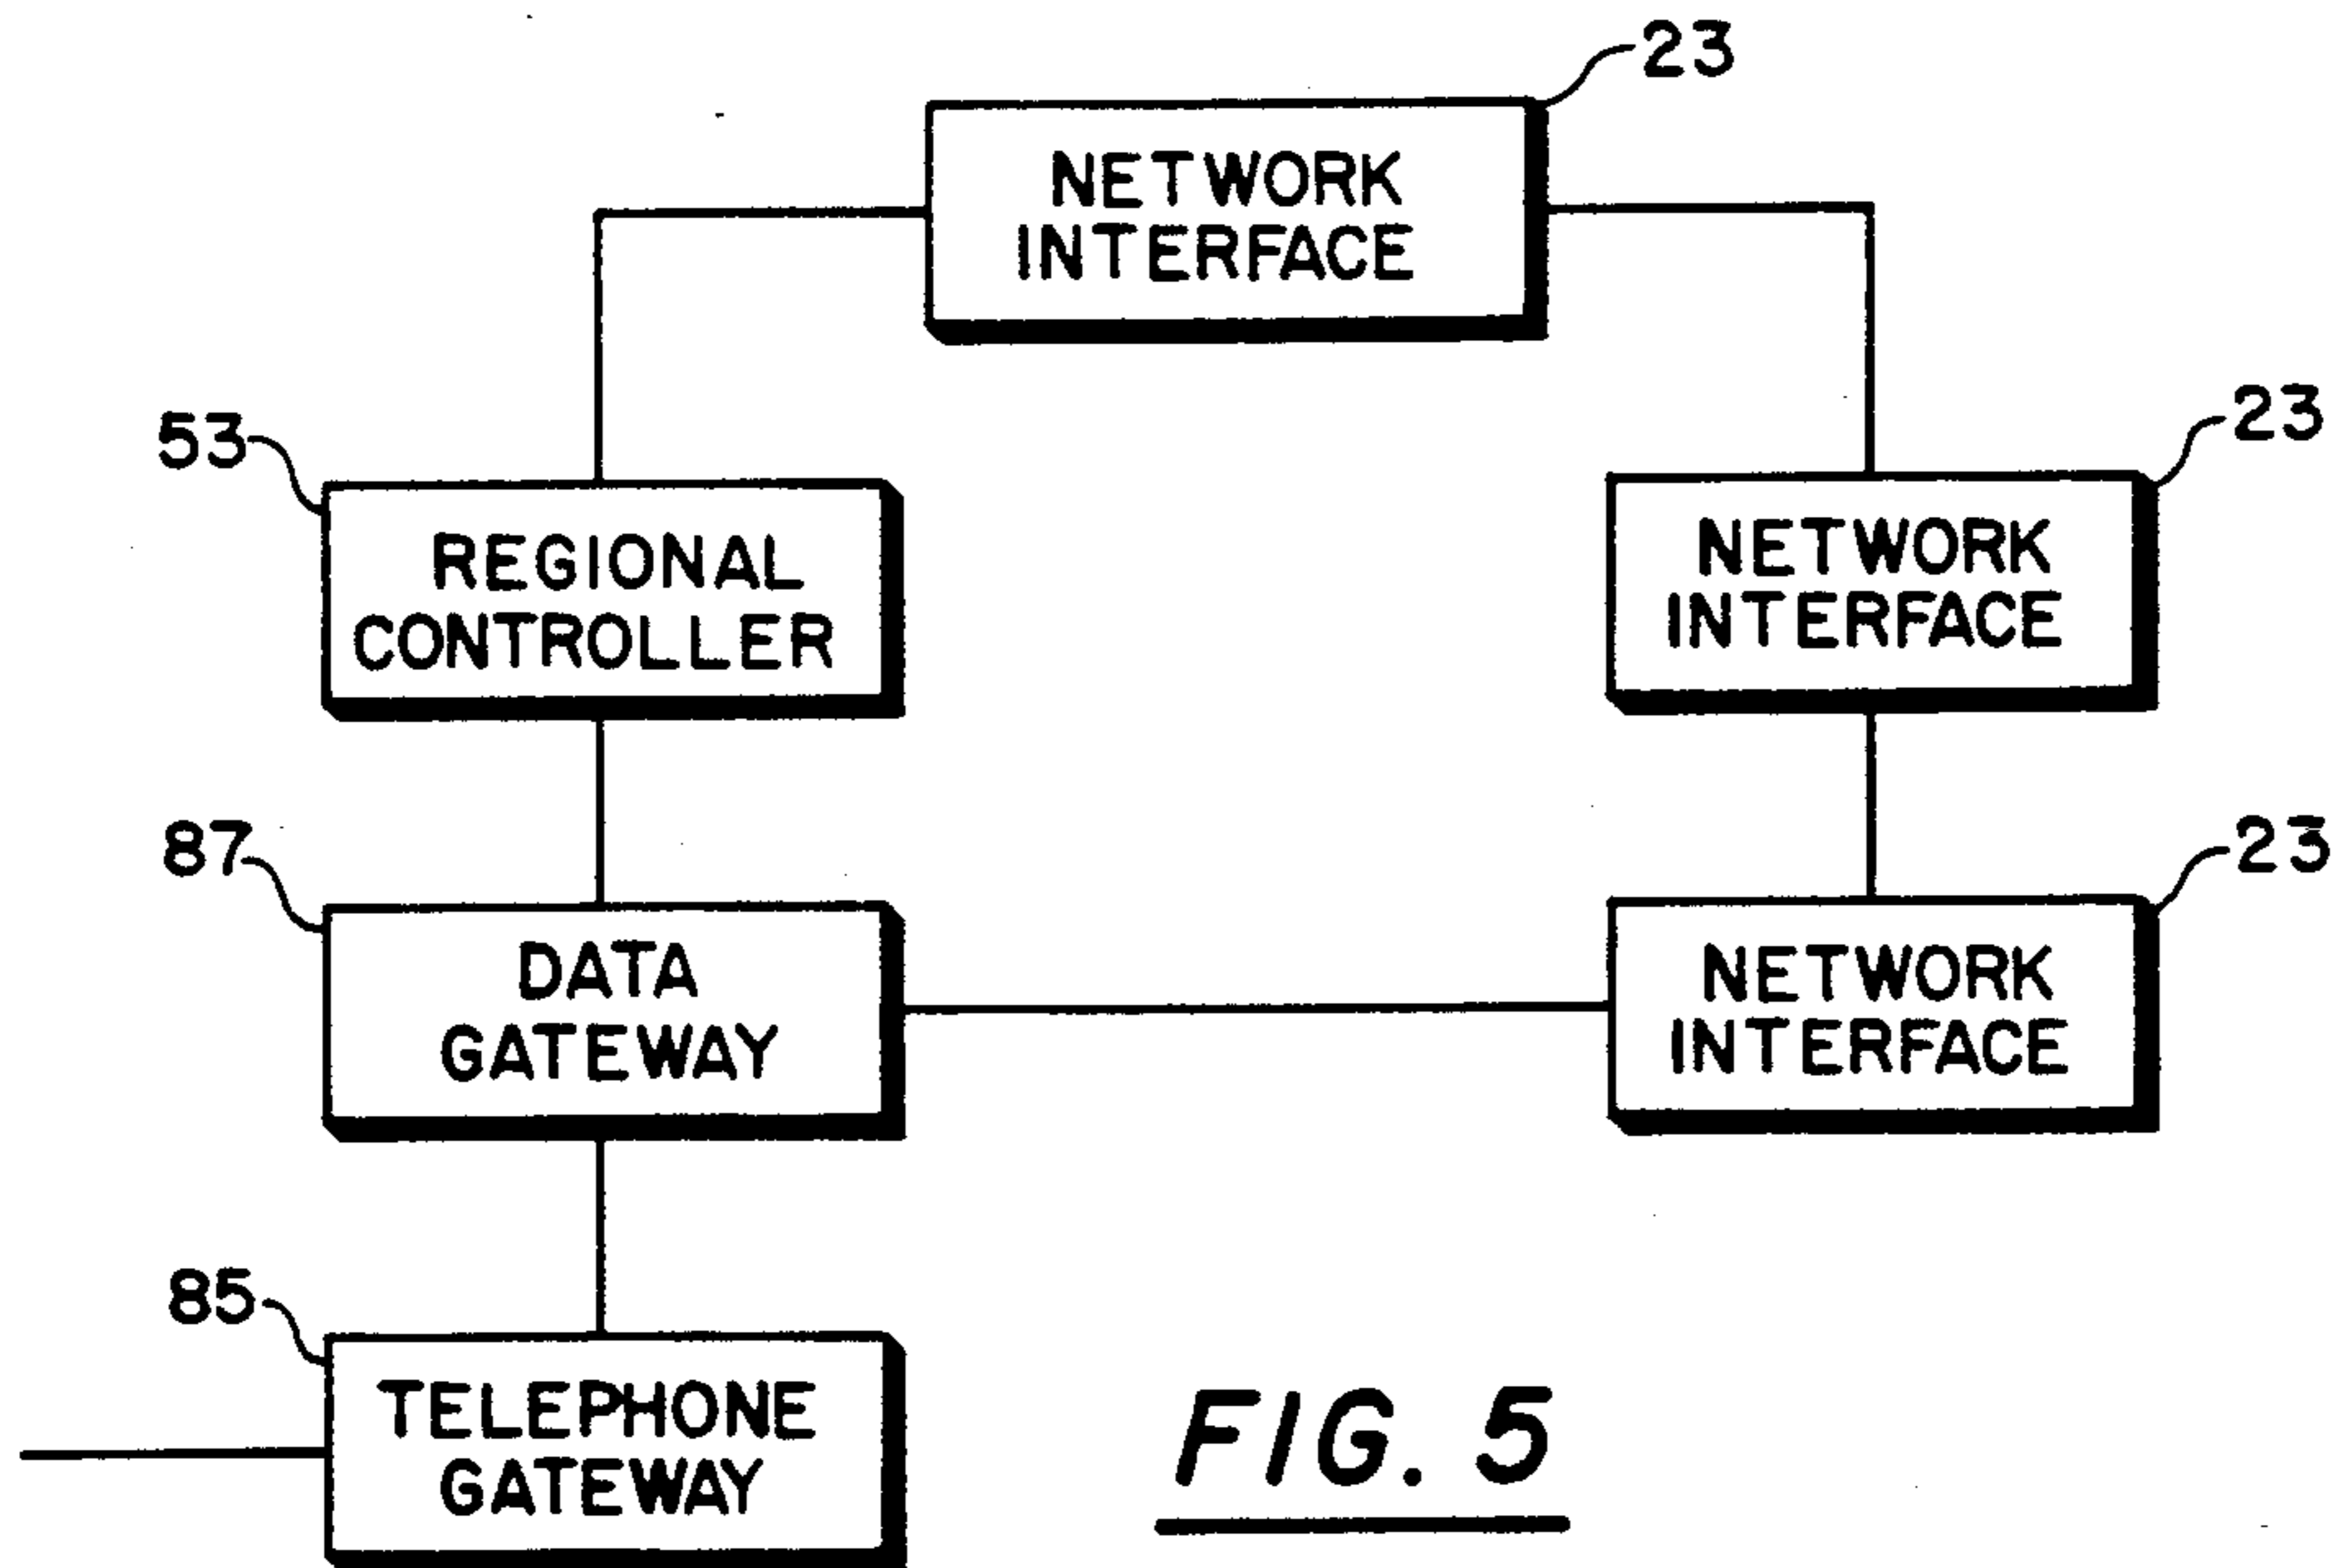 23
NETWORK
INTERFACE
53
REGIONAL
CONTROLLER
23
NETWORK
INTERFACE
87
DATA
GATEWAY
23
NETWORK
INTERFACE
85
TELEPHONE
GATEWAY
FIG. 5